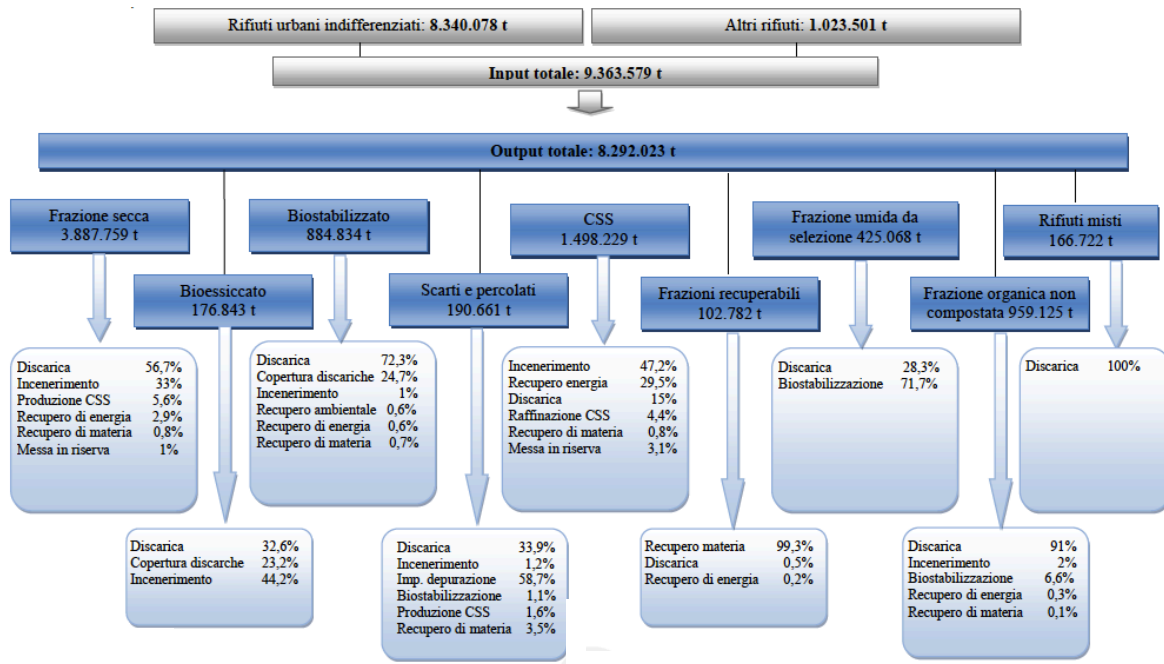 Rifiuti urbani indifferenziati: 8.340.078 t
Altri rifiuti: 1.023.501 t
Input totale: 9.363.579 t
Output totale: 8.292.023 t
Frazione secca
3.887.759 t
Biostabilizzato
884.834 t
CSS
1.498.229 t
Frazione umida da
selezione 425.068 t
Rifiuti misti
166.722 t
Bioessiccato
176.843 t
Scarti e percolati
190.661 t
Frazioni recuperabili
102.782 t
Frazione organica non
compostata 959.125 t
Discarica 56,7%
Incenerimento 33%
Produzione CSS 5,6%
Recupero di energia 2,9%
Recupero di materia 0,8%
Messa in riserva 1%
Discarica 72,3%
Copertura discariche 24,7%
Incenerimento 1%
Recupero ambientale 0,6%
Recupero di energia 0,6%
Recupero di materia 0,7%
Incenerimento 47,2%
Recupero energia 29,5%
Discarica 15%
Raffinazione CSS 4,4%
Recupero di materia 0,8%
Messa in riserva 3,1%
Discarica 28,3%
Biostabilizzazione 71,7%
Discarica 100%
Discarica 32,6%
Copertura discarche 23,2%
Incenerimento 44,2%
Discarica 33,9%
Incenerimento 1,2%
Imp. depurazione 58,7%
Biostabilizzazione 1,1%
Produzione CSS 1,6%
Recupero di materia 3,5%
Recupero materia 99,3%
Discarica 0,5%
Recupero di energia 0,2%
Discarica 91%
Incenerimento 2%
Biostabilizzazione 6,6%
Recupero di energia 0,3%
Recupero di materia 0,1%